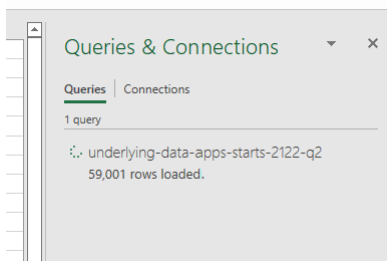 Queries & Connections
Queries | Connections
1 query
underlying-data-apps-starts-2122-q2
59,001 rows loaded.